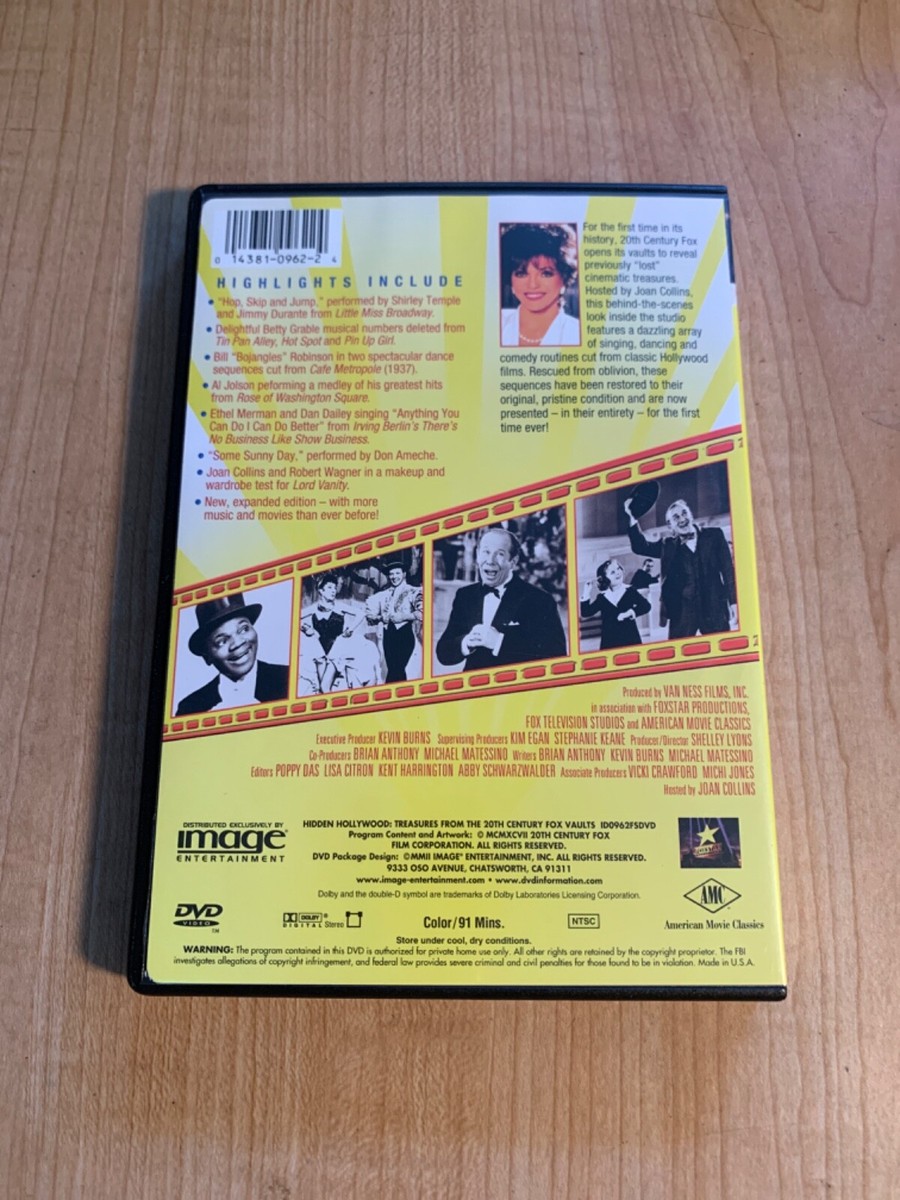 0 14381-0962-2 4
HIGHLIGHTS INCLUDE
• "Hop, Skip and Jump," performed by Shirley Temple
and Jimmy Durante from Little Miss Broadway.
• Delightful Betty Grable musical numbers deleted from
Tin Pan Alley, Hot Spot and Pin Up Girl.
• Bill "Bojangles" Robinson in two spectacular dance
sequences cut from Cafe Metropole (1937).
• Al Jolson peforming a medley of his greatest hits
from Rose of Washington Square.
• Ethel Merman and Dan Dailey singing "Anything You
Can Do I Can Do Better" from Irving Berlin's There's
No Business Like Show Business.
• "Some Sunny Day," performed by Don Ameche.
• Joan Collins and Robert Wagner in a makeup and
wardrobe test for Lord Vanity.
• New, expanded edition – with more
music and movies than ever before!
For the first time in its
history, 20th Century Fox
opens its vaults to reveal
previously "lost"
cinematic treasures.
Hosted by Joan Collins,
this behind-the-scenes
look inside the studio
features a dazzling array
of singing, dancing and
comedy routines cut from classic Hollywood
films. Rescued from oblivion, these
sequences have been restored to their
original, pristine condition and are now
presented – in their entirety – for the first
time ever!
Produced by VAN NESS FILMS, INC.
in association with FOXSTAR PRODUCTIONS,
FOX TELEVISION STUDIOS and AMERICAN MOVIE CLASSICS
Executive Producer KEVIN BURNS Supervising Producers KIM EGAN STEPHANIE KEANE Producer/Director SHELLEY LYONS
Co-Producers BRIAN ANTHONY MICHAEL MATESSINO Writers BRIAN ANTHONY KEVIN BURNS MICHAEL MATESSINO
Editors POPPY DAS LISA CITRON KENT HARRINGTON ABBY SCHWARZWALDER Associate Producers VICKI CRAWFORD MICHI JONES
Hosted by JOAN COLLINS
DISTRIBUTED EXCLUSIVELY BY
image®
ENTERTAINMENT
HIDDEN HOLLYWOOD: TREASURES FROM THE 20TH CENTURY FOX VAULTS ID0962FSDVD
Program Content and Artwork: © MCMXCVII 20TH CENTURY FOX
FILM CORPORATION. ALL RIGHTS RESERVED.
DVD Package Design: ©MMII IMAGE® ENTERTAINMENT, INC. ALL RIGHTS RESERVED.
9333 OSO AVENUE, CHATSWORTH, CA 91311
www.image-entertainment.com • www.dvdinformation.com
Dolby and the double-D symbol are trademarks of Dolby Laboratories Licensing Corporation.
FOXSTAR
AMC
American Movie Classics
DVD
VIDEO
TM
DOLBY
DIGITAL ® Stereo
Color/91 Mins.
NTSC
Store under cool, dry conditions.
WARNING: The program contained in this DVD is authorized for private home use only. All other rights are retained by the copyright proprietor. The FBI
investigates allegations of copyright infringement, and federal law provides severe criminal and civil penalties for those found to be in violation. Made in U.S.A.